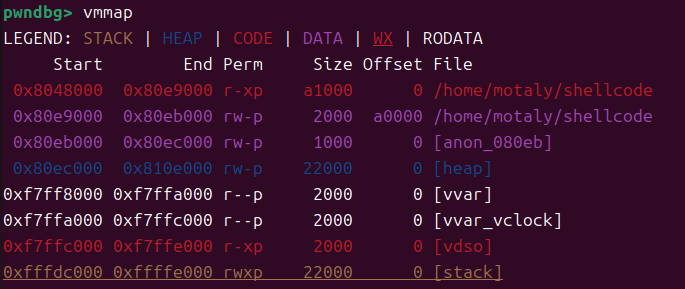 pwndbg> vmmap
LEGEND: STACK | HEAP | CODE | DATA | WX | RODATA
Start End Perm Size Offset File
0x8048000 0x80e9000 r-xp a1000 0 /home/motaly/shellcode
0x80e9000 0x80eb000 rw-p 2000 a0000 /home/motaly/shellcode
0x80eb000 0x80ec000 rw-p 1000 0 [anon_080eb]
0x80ec000 0x810e000 rw-p 22000 0 [heap]
0xf7ff8000 0xf7ffa000 r--p 2000 0 [vvar]
0xf7ffa000 0xf7ffc000 r--p 2000 0 [vvar_vclock]
0xf7ffc000 0xf7ffe000 r-xp 2000 0 [vdso]
0xfffdc000 0xffffe000 rwxp 22000 0 [stack]